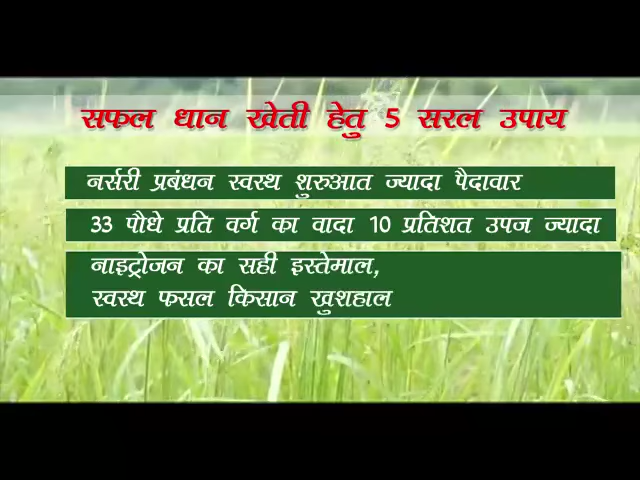 सफल धान खेती हेतु 5 सरल उपाय
नर्सरी प्रबंधन स्वस्थ शुरुआत ज्यादा पैदावार
33 पौधे प्रति वर्ग का वादा 10 प्रतिशत उपज ज्यादा
नाइट्रोजन का सही इस्तेमाल,
स्वस्थ फसल किसान खुशहाल